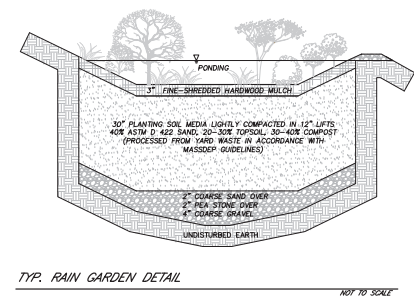 PONDING
3" FINE-SHREDDED HARDWOOD MULCH
30" PLANTING SOIL MEDIA LIGHTLY COMPACTED IN 12" LIFTS
40% ASTM D 422 SAND, 20-30% TOPSOIL, 30-40% COMPOST
(PROCESSED FROM YARD WASTE IN ACCORDANCE WITH
MASSDEP GUIDELINES)
2" COARSE SAND OVER
2" PEA STONE OVER
4" COARSE GRAVEL
UNDISTURBED EARTH
TYP. RAIN GARDEN DETAIL
NOT TO SCALE